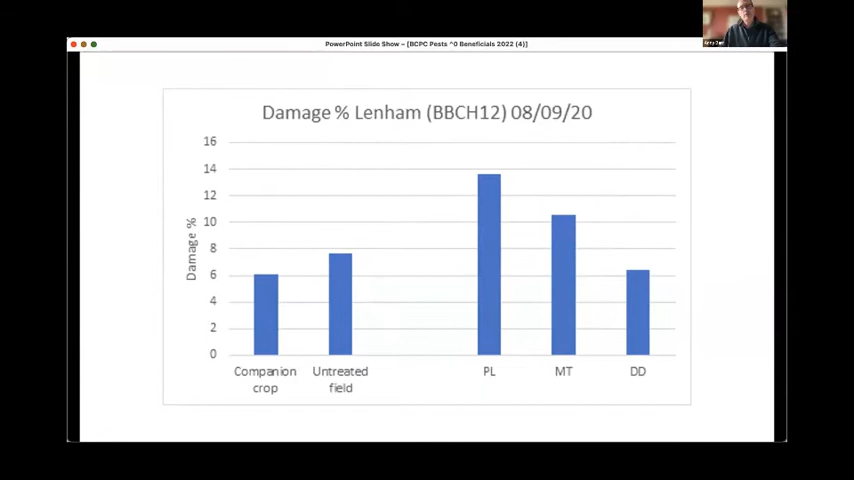 PowerPoint Slide Show – [BCPC Pests ^0 Beneficials 2022 (4)]
Damage % Lenham (BBCH12) 08/09/20
16
14
12
10
8
6
4
2
0
Damage %
Companion crop
Untreated field
PL
MT
DD